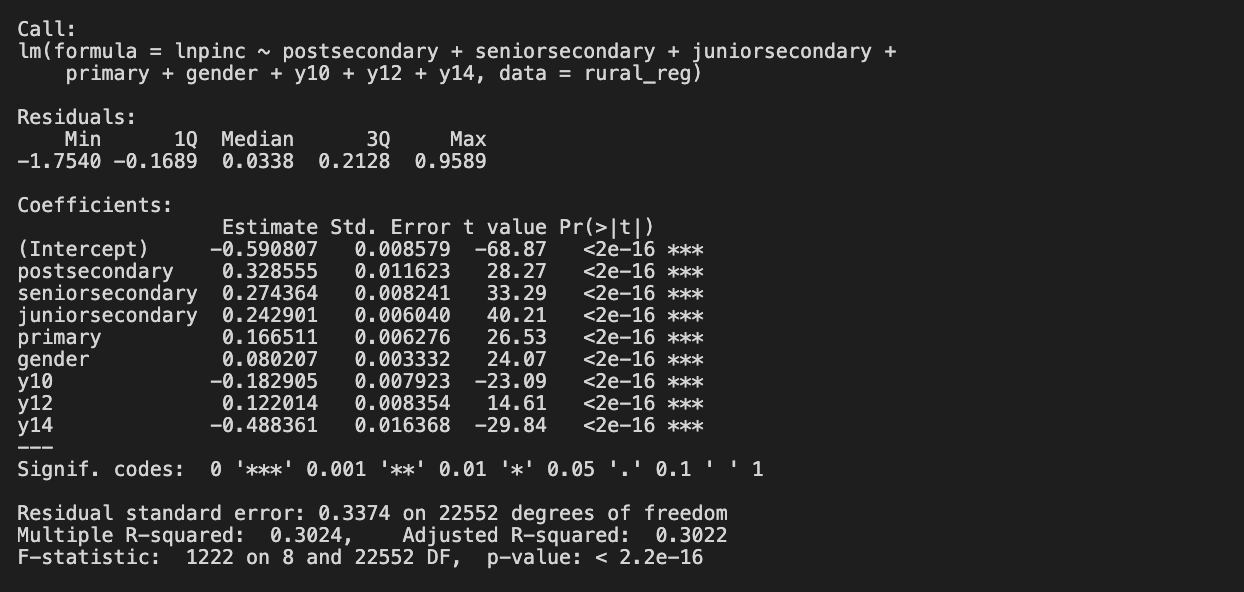 Call:
lm(formula = lnpinc ~ postsecondary + seniorsecondary + juniorsecondary +
    primary + gender + y10 + y12 + y14, data = rural_reg)

Residuals:
    Min      1Q  Median      3Q     Max
-1.7540 -0.1689  0.0338  0.2128  0.9589

Coefficients:
                 Estimate Std. Error t value Pr(>|t|)
(Intercept)     -0.590807   0.008579  -68.87   <2e-16 ***
postsecondary    0.328555   0.011623   28.27   <2e-16 ***
seniorsecondary  0.274364   0.008241   33.29   <2e-16 ***
juniorsecondary  0.242901   0.006040   40.21   <2e-16 ***
primary          0.166511   0.006276   26.53   <2e-16 ***
gender           0.080207   0.003332   24.07   <2e-16 ***
y10             -0.182905   0.007923  -23.09   <2e-16 ***
y12              0.122014   0.008354   14.61   <2e-16 ***
y14             -0.488361   0.016368  -29.84   <2e-16 ***
---
Signif. codes:  0 '***' 0.001 '**' 0.01 '*' 0.05 '.' 0.1 ' ' 1

Residual standard error: 0.3374 on 22552 degrees of freedom
Multiple R-squared:  0.3024,    Adjusted R-squared:  0.3022
F-statistic:  1222 on 8 and 22552 DF,  p-value: < 2.2e-16